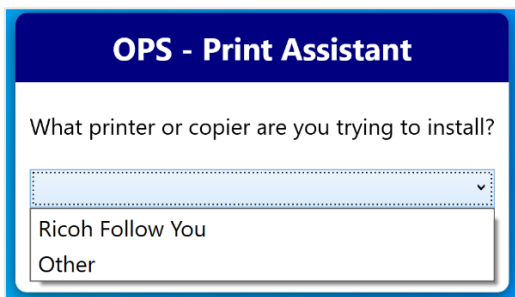 OPS - Print Assistant
What printer or copier are you trying to install?
Ricoh Follow You
Other